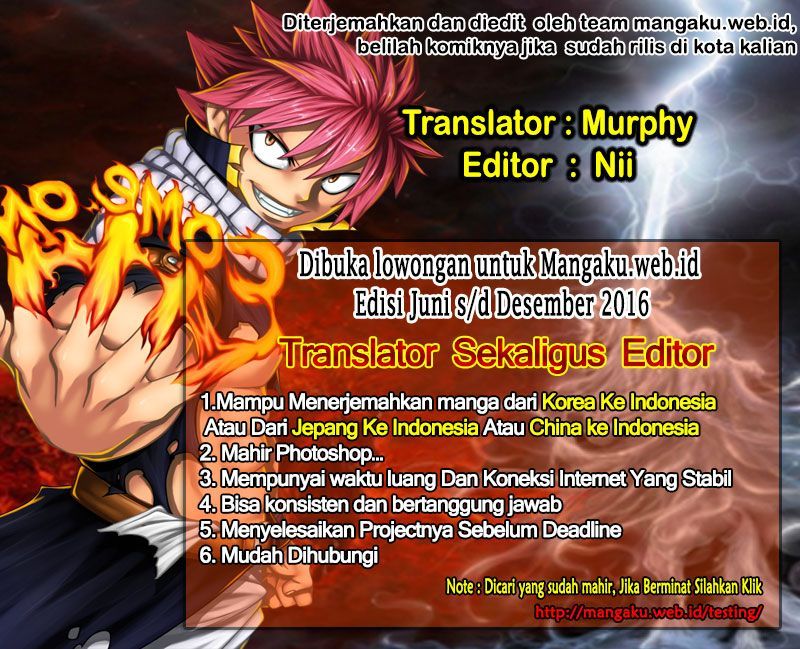 Diterjemahkan dan diedit oleh team mangaku.web.id,
belilah komiknya jika sudah rilis di kota kalian
Translator : Murphy
Editor : Nii
COME ON
Dibuka lowongan untuk Mangaku.web.id
Edisi Juni s/d Desember 2016
Translator Sekaligus Editor
1.Mampu Menerjemahkan manga dari Korea Ke Indonesia
Atau Dari Jepang Ke Indonesia Atau China ke Indonesia
2. Mahir Photoshop...
3. Mempunyai waktu luang Dan Koneksi Internet Yang Stabil
4. Bisa konsisten dan bertanggung jawab
5. Menyelesaikan Projectnya Sebelum Deadline
6. Mudah Dihubungi
Note : Dicari yang sudah mahir, Jika Berminat Silahkan Klik
http://mangaku.web.id/testing/